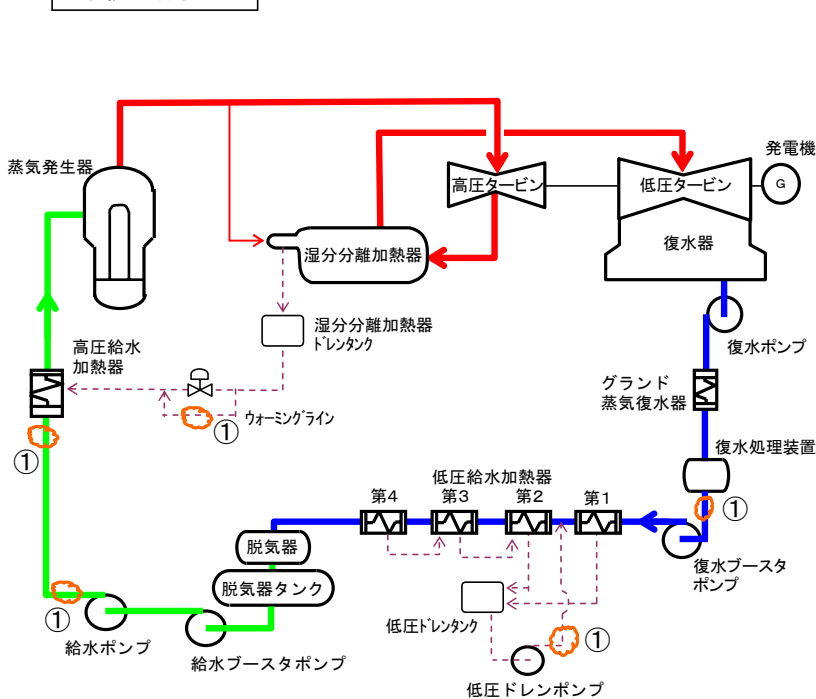 発電機
蒸気発生器
高圧タービン
低圧タービン
G
湿分分離加熱器
復水器
湿分分離加熱器
ドレンタンク
復水ポンプ
高圧給水
加熱器
グランド
蒸気復水器
ウォーミングライン
①
①
復水処理装置
低圧給水加熱器
第4
第3
第2
第1
①
脱気器
復水ブースタ
ポンプ
脱気器タンク
①
低圧ドレンタンク
①
給水ポンプ
給水ブースタポンプ
低圧ドレンポンプ